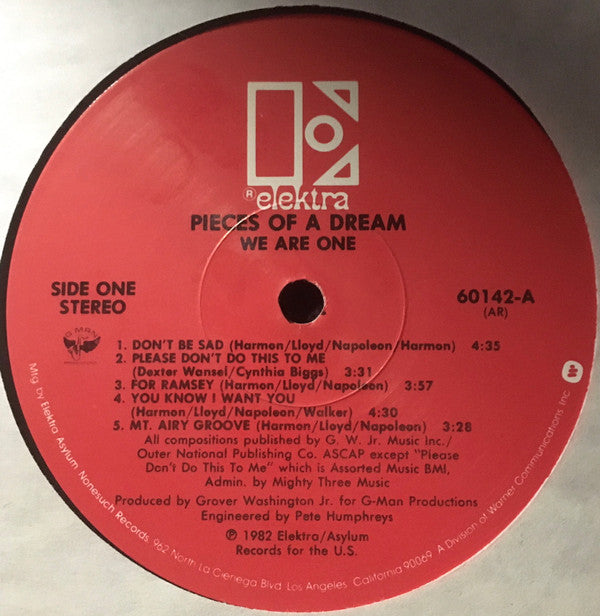 ® elektra
PIECES OF A DREAM
WE ARE ONE
SIDE ONE
STEREO
60142-A
(AR)
G MAN
1. DON'T BE SAD (Harmon/Lloyd/Napoleon/Harmon) 4:35
2. PLEASE DON'T DO THIS TO ME
(Dexter Wansel/Cynthia Biggs) 3:31
3. FOR RAMSEY (Harmon/Lloyd/Napoleon) 3:57
4. YOU KNOW I WANT YOU
(Harmon/Lloyd/Napoleon/Walker) 4:30
5. MT. AIRY GROOVE (Harmon/Lloyd/Napoleon) 3:28
All compositions published by G. W. Jr. Music Inc./
Outer National Publishing Co. ASCAP except "Please
Don't Do This To Me" which is Assorted Music BMI,
Admin. by Mighty Three Music
Produced by Grover Washington Jr. for G-Man Productions
Engineered by Pete Humphreys
℗ 1982 Elektra/Asylum
Records for the U.S.
Mfg. by Elektra Asylum Nonesuch Records, 962 North La Cienega Blvd. Los Angeles, California 90069 A Division of Warner Communications Inc.